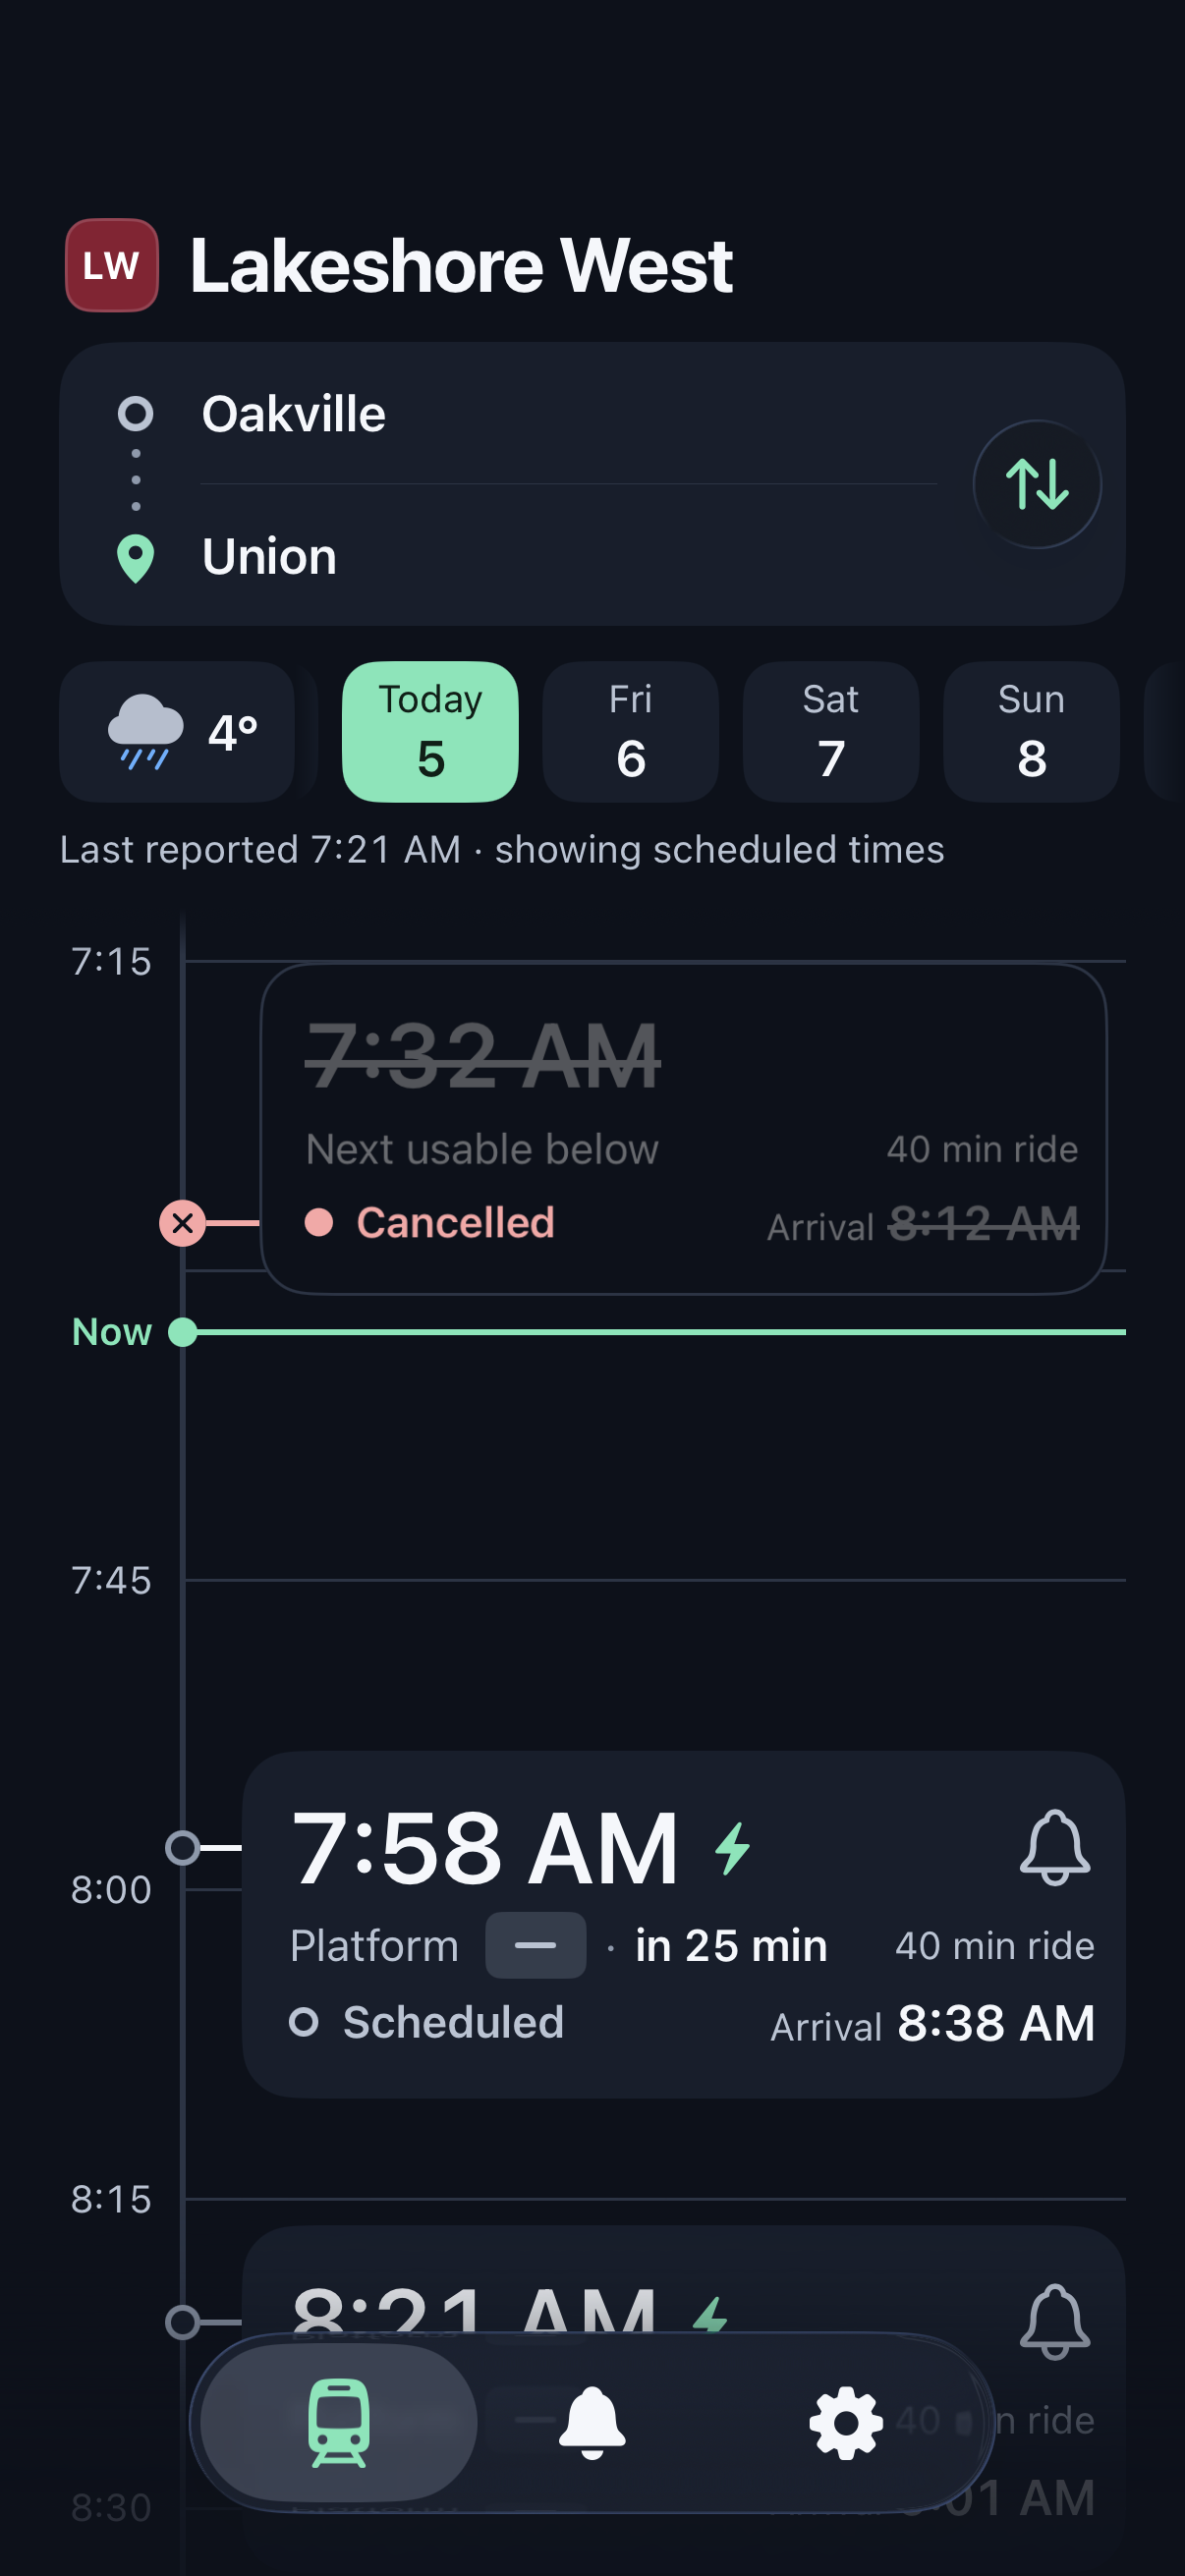 LW Lakeshore West
Oakville
Union
4°
Today
5
Fri
6
Sat
7
Sun
8
Last reported 7:21 AM · showing scheduled times
7:15
7:32 AM
Next usable below 40 min ride
Cancelled Arrival 8:12 AM
Now
7:45
7:58 AM
8:00
Platform — · in 25 min 40 min ride
Scheduled Arrival 8:38 AM
8:15
8:21 AM
40 ride
8:30 AM